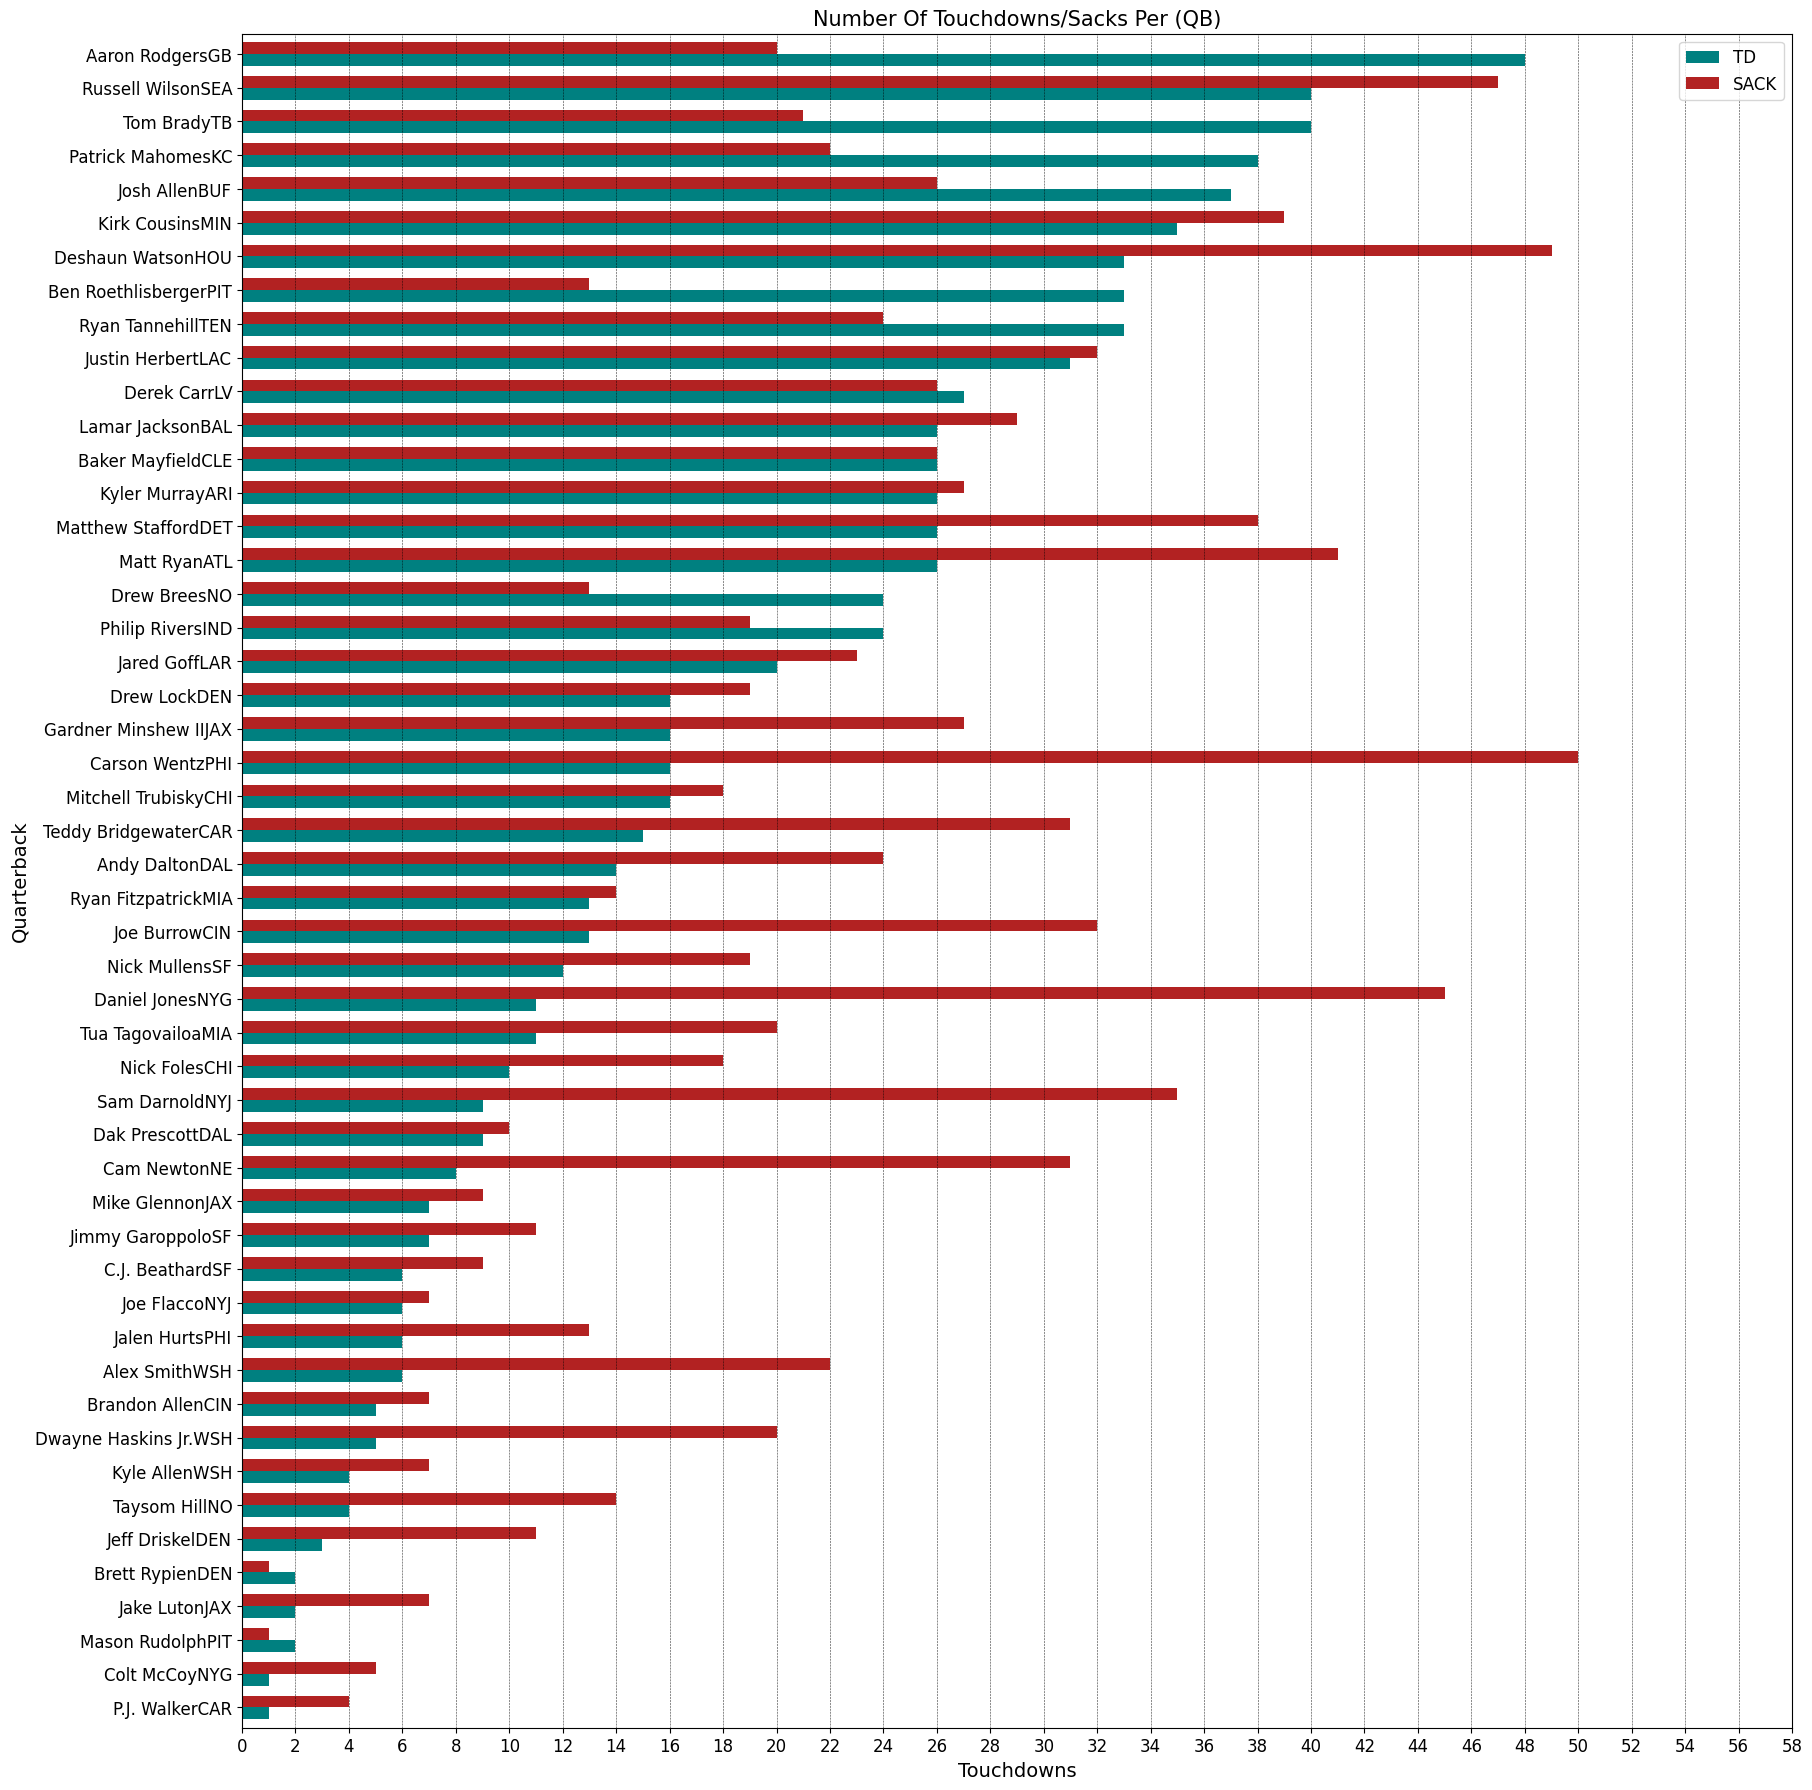 Number Of Touchdowns/Sacks Per (QB)
TD
SACK
Aaron RodgersGB
Russell WilsonSEA
Tom BradyTB
Patrick MahomesKC
Josh AllenBUF
Kirk CousinsMIN
Deshaun WatsonHOU
Ben RoethlisbergerPIT
Ryan TannehillTEN
Justin HerbertLAC
Derek CarrLV
Lamar JacksonBAL
Baker MayfieldCLE
Kyler MurrayARI
Matthew StaffordDET
Matt RyanATL
Drew BreesNO
Philip RiversIND
Jared GoffLAR
Drew LockDEN
Gardner Minshew IIJAX
Carson WentzPHI
Mitchell TrubiskyCHI
Teddy BridgewaterCAR
Andy DaltonDAL
Ryan FitzpatrickMIA
Joe BurrowCIN
Nick MullensSF
Daniel JonesNYG
Tua TagovailoaMIA
Nick FolesCHI
Sam DarnoldNYJ
Dak PrescottDAL
Cam NewtonNE
Mike GlennonJAX
Jimmy GaroppoloSF
C.J. BeathardSF
Joe FlaccoNYJ
Jalen HurtsPHI
Alex SmithWSH
Brandon AllenCIN
Dwayne Haskins Jr.WSH
Kyle AllenWSH
Taysom HillNO
Jeff DriskelDEN
Brett RypienDEN
Jake LutonJAX
Mason RudolphPIT
Colt McCoyNYG
P.J. WalkerCAR
Quarterback
0 2 4 6 8 10 12 14 16 18 20 22 24 26 28 30 32 34 36 38 40 42 44 46 48 50 52 54 56 58
Touchdowns